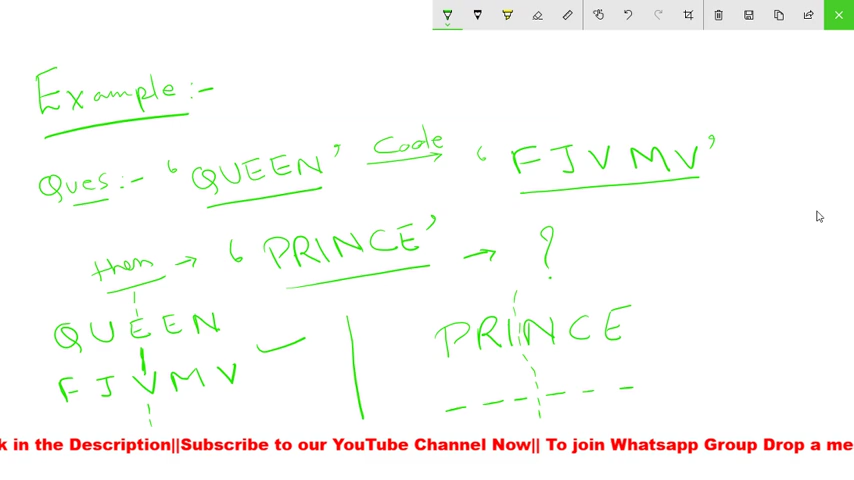 Example:-
Ques:- 'QUEEN' Code 'FJVMV'
then → 'PRINCE' → ?
QUEEN PRINCE
FJVMV
k in the Description||Subscribe to our YouTube Channel Now|| To join Whatsapp Group Drop a me